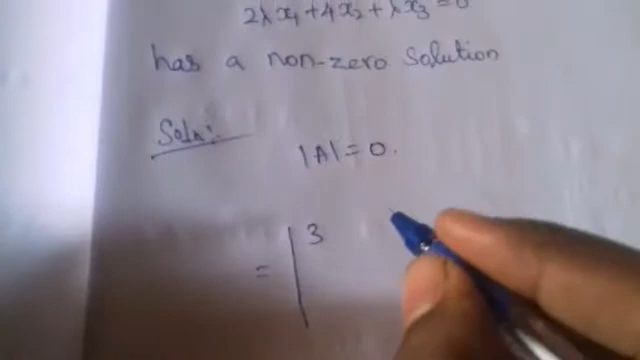 2λx₁ + 4x₂ + λx₃ = 0
has a non-zero solution
Soln:
|A| = 0.
= | 3